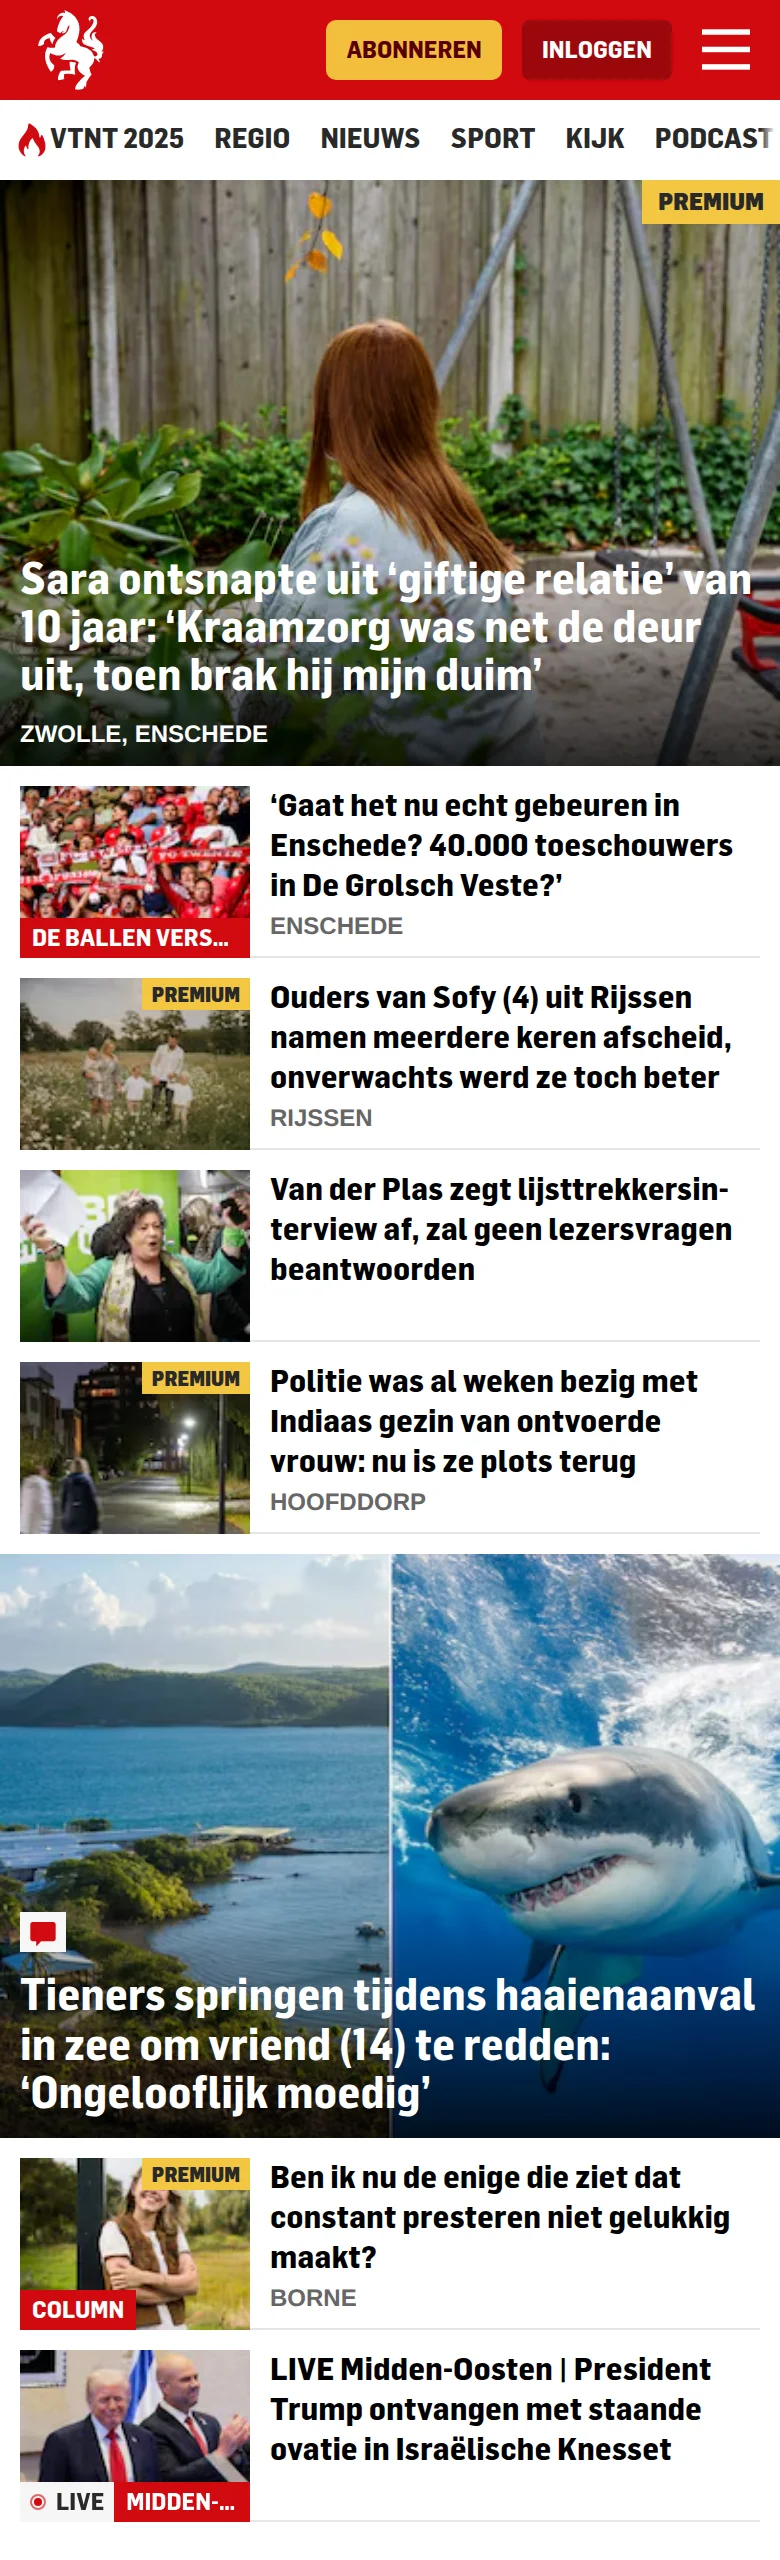 ABONNEREN
INLOGGEN
VTNT 2025 REGIO NIEUWS SPORT KIJK PODCAST
PREMIUM
Sara ontsnapte uit ‘giftige relatie’ van
10 jaar: ‘Kraamzorg was net de deur
uit, toen brak hij mijn duim’
ZWOLLE, ENSCHEDE
‘Gaat het nu echt gebeuren in
Enschede? 40.000 toeschouwers
in De Grolsch Veste?’
ENSCHEDE
DE BALLEN VERS...
PREMIUM
Ouders van Sofy (4) uit Rijssen
namen meerdere keren afscheid,
onverwachts werd ze toch beter
RIJSSEN
Van der Plas zegt lijsttrekkersin-
terview af, zal geen lezersvragen
beantwoorden
PREMIUM
Politie was al weken bezig met
Indiaas gezin van ontvoerde
vrouw: nu is ze plots terug
HOOFDDORP
Tieners springen tijdens haaienaanval
in zee om vriend (14) te redden:
‘Ongelooflijk moedig’
PREMIUM
COLUMN
Ben ik nu de enige die ziet dat
constant presteren niet gelukkig
maakt?
BORNE
LIVE Midden-Oosten | President
Trump ontvangen met staande
ovatie in Israëlische Knesset
LIVE MIDDEN-...